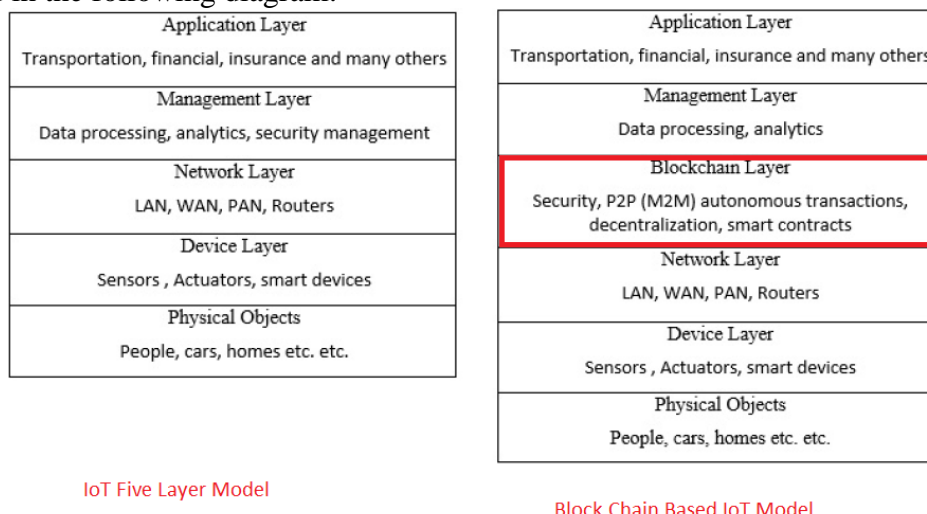 in the following diagram.
Application Layer
Transportation, financial, insurance and many others
Management Layer
Data processing, analytics, security management
Network Layer
LAN, WAN, PAN, Routers
Device Layer
Sensors , Actuators, smart devices
Physical Objects
People, cars, homes etc. etc.
IoT Five Layer Model
Application Layer
Transportation, financial, insurance and many others
Management Layer
Data processing, analytics
Blockchain Layer
Security, P2P (M2M) autonomous transactions,
decentralization, smart contracts
Network Layer
LAN, WAN, PAN, Routers
Device Layer
Sensors , Actuators, smart devices
Physical Objects
People, cars, homes etc. etc.
Block Chain Based IoT Model